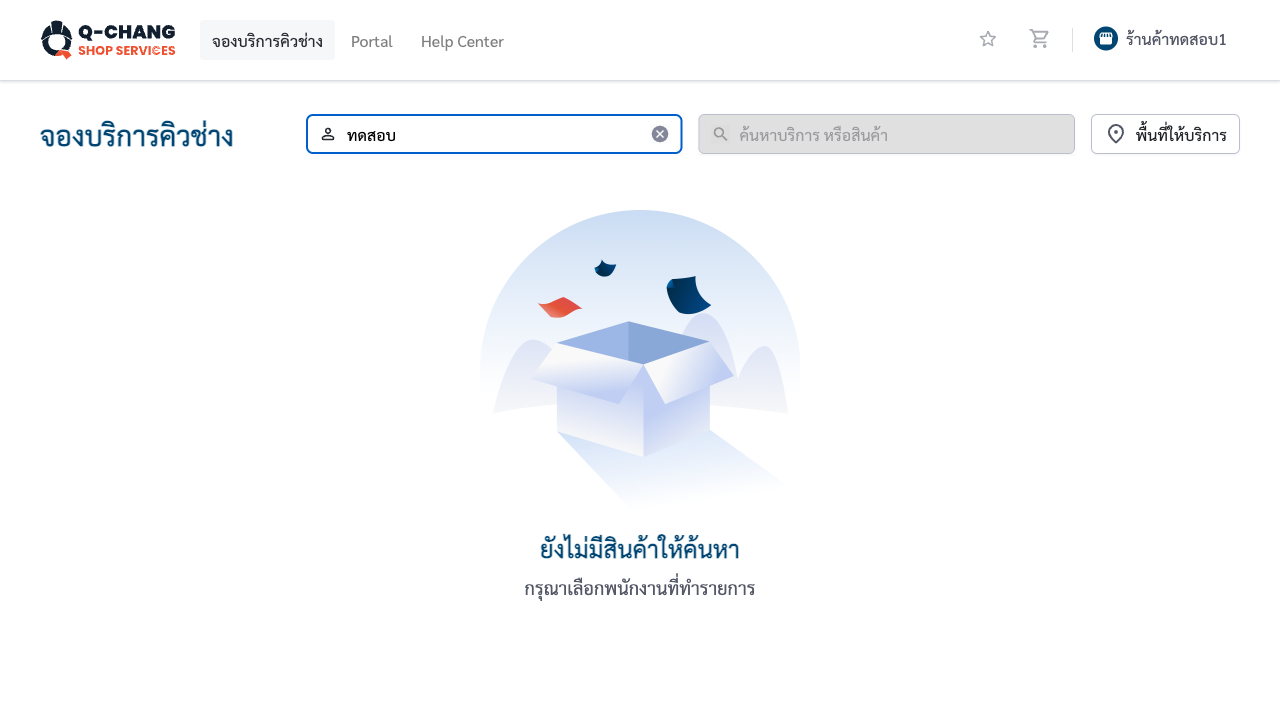 Q-CHANG
SHOP SERVICES
จองบริการคิวช่าง
Portal
Help Center
ร้านค้าทดสอบ1
จองบริการคิวช่าง
ทดสอบ
ค้นหาบริการ หรือสินค้า
พื้นที่ให้บริการ
ยังไม่มีสินค้าให้ค้นหา
กรุณาเลือกพนักงานที่ทำรายการ